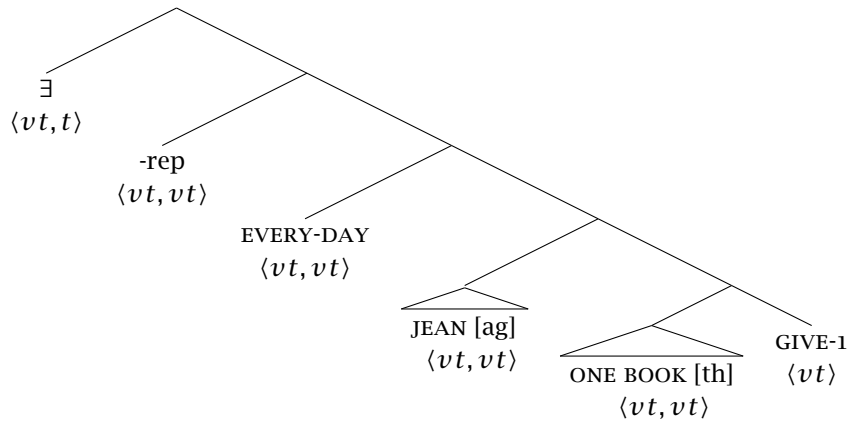 ∃
⟨vt, t⟩
-rep
⟨vt, vt⟩
EVERY-DAY
⟨vt, vt⟩
JEAN [ag]
⟨vt, vt⟩
ONE BOOK [th]
⟨vt, vt⟩
GIVE-1
⟨vt⟩